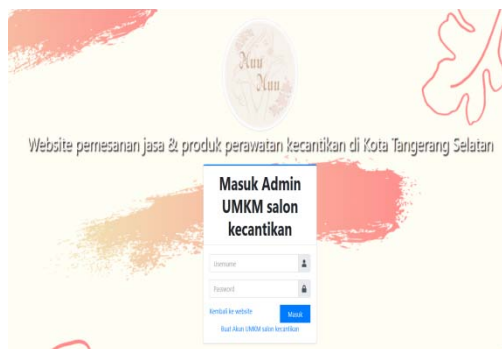 Nuu
Nuu
Website pemesanan jasa & produk perawatan kecantikan di Kota Tangerang Selatan
Masuk Admin
UMKM salon
kecantikan
Username
Password
Kembali ke website
Masuk
Buat Akun UMKM salon kecantikan